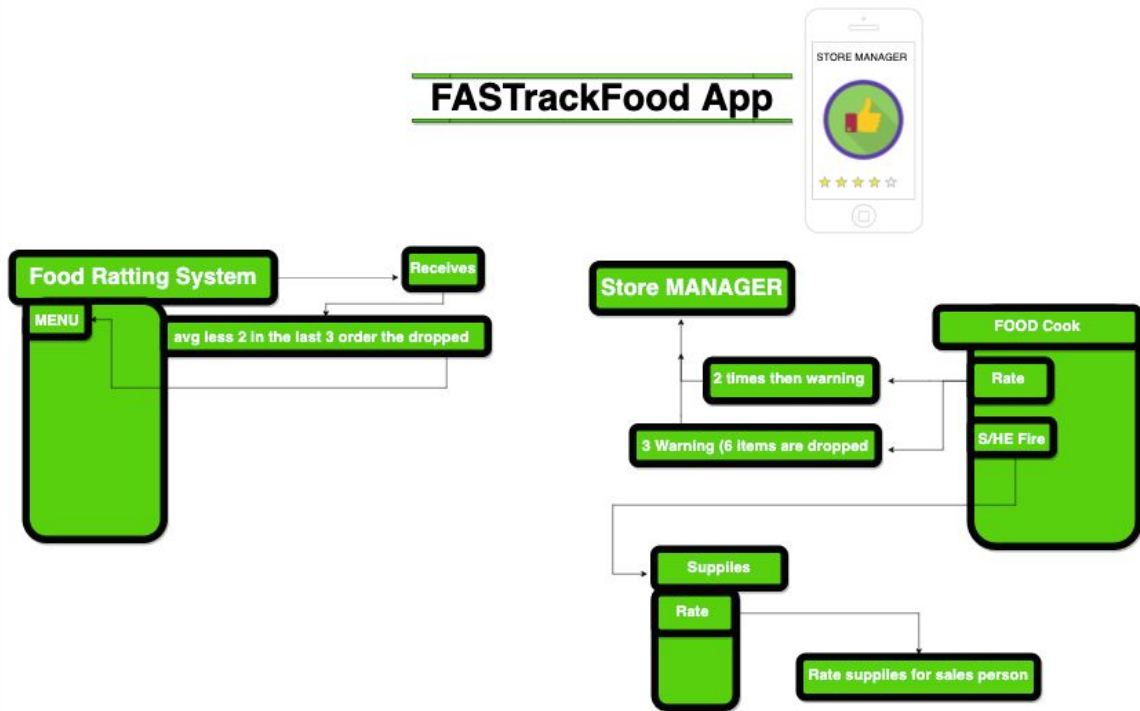 STORE MANAGER
FASTrackFood App
Food Ratting System
Receives
MENU
avg less 2 in the last 3 order the dropped
Store MANAGER
FOOD Cook
2 times then warning
Rate
3 Warning (6 items are dropped
S/HE Fire
Suppiles
Rate
Rate supplies for sales person